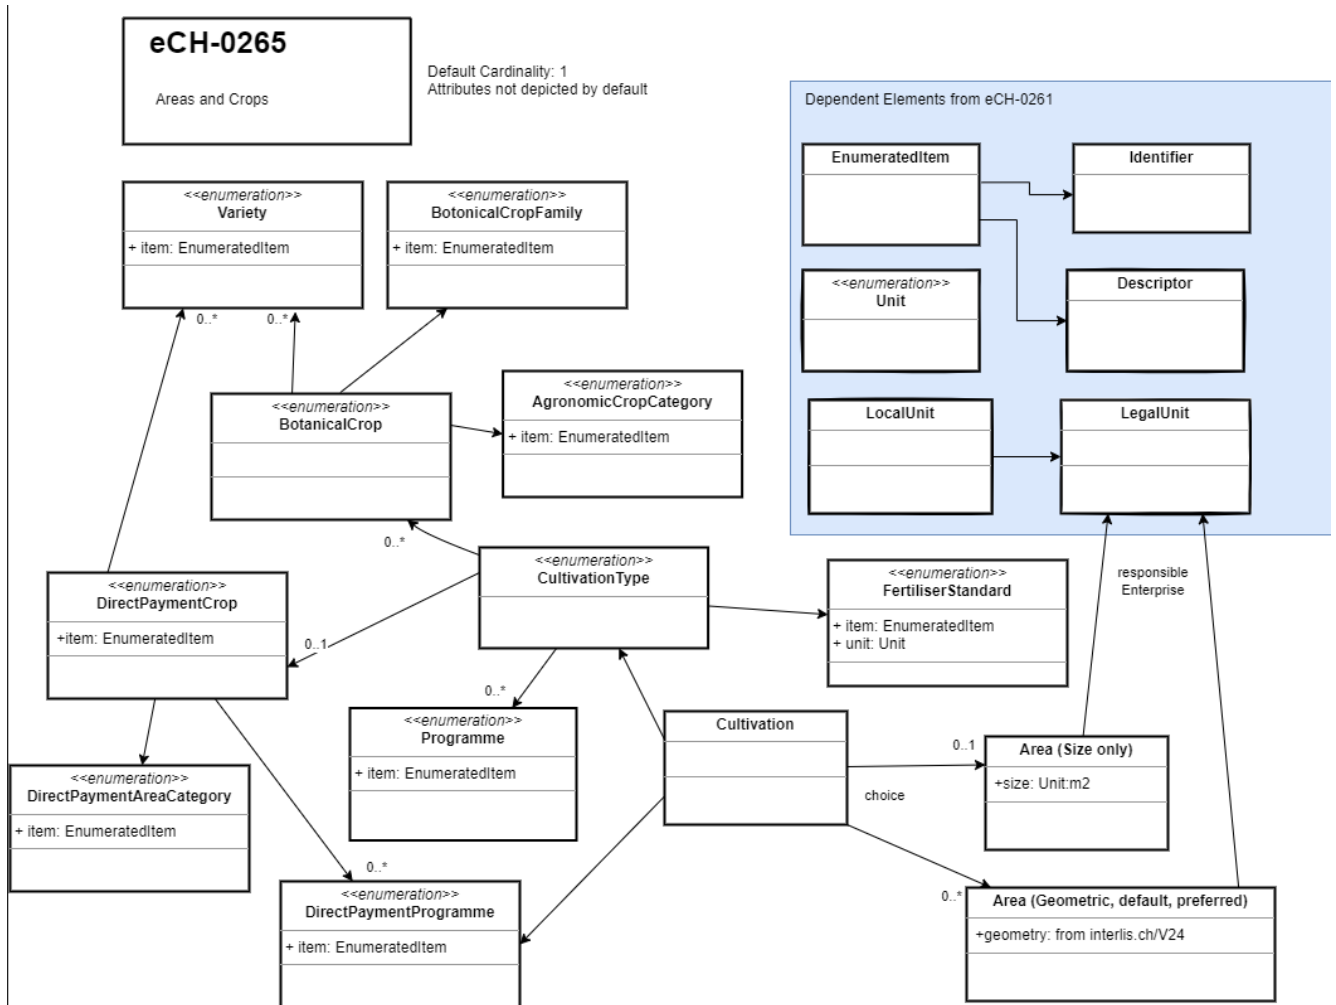 eCH-0265
Areas and Crops
Default Cardinality: 1
Attributes not depicted by default
Dependent Elements from eCH-0261
EnumeratedItem
Identifier
<<enumeration>>
Unit
Descriptor
LocalUnit
LegalUnit
<<enumeration>>
Variety
+ item: EnumeratedItem
<<enumeration>>
BotonicalCropFamily
+ item: EnumeratedItem
0..*
0..*
<<enumeration>>
BotanicalCrop
<<enumeration>>
AgronomicCropCategory
+ item: EnumeratedItem
0..*
<<enumeration>>
CultivationType
<<enumeration>>
FertiliserStandard
+ item: EnumeratedItem
+ unit: Unit
responsible
Enterprise
<<enumeration>>
DirectPaymentCrop
+item: EnumeratedItem
0..1
0..*
<<enumeration>>
Programme
+ item: EnumeratedItem
Cultivation
choice
0..1
Area (Size only)
+size: Unit:m2
<<enumeration>>
DirectPaymentAreaCategory
+ item: EnumeratedItem
0..*
<<enumeration>>
DirectPaymentProgramme
+ item: EnumeratedItem
0..*
Area (Geometric, default, preferred)
+geometry: from interlis.ch/V24